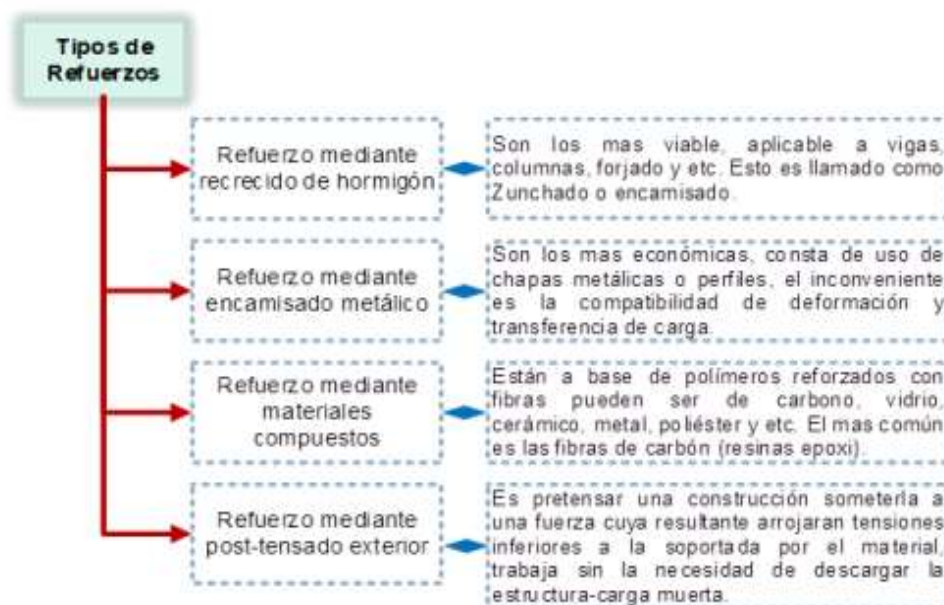 Tipos de
Refuerzos
Refuerzo mediante
recrecido de hormigón
Son los mas viable, aplicable a vigas,
columnas, forjado y etc. Esto es llamado como
Zunchado o encamisado.
Refuerzo mediante
encamisado metálico
Son los mas económicas, consta de uso de
chapas metálicas o perfiles, el inconveniente
es la compatibilidad de deformación y
transferencia de carga.
Refuerzo mediante
materiales
compuestos
Están a base de polímeros reforzados con
fibras pueden ser de carbono, vidrio,
cerámico, metal, poliéster y etc. El mas común
es las fibras de carbón (resinas epoxi).
Refuerzo mediante
post-tensado exterior
Es pretensar una construcción someterla a
una fuerza cuya resultante arrojaran tensiones
inferiores a la soportada por el material,
trabaja sin la necesidad de descargar la
estructura-carga muerta.